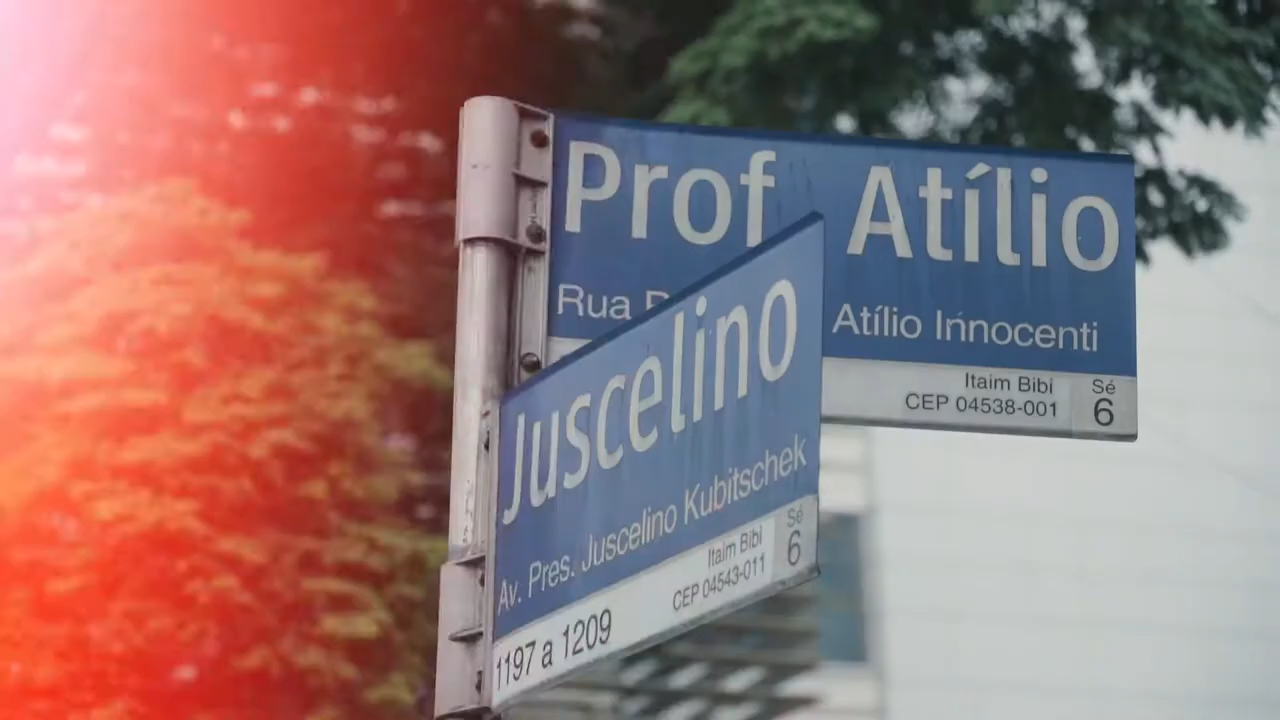 Prof Atílio
Rua Atílio Innocenti
Itaim Bibi
CEP 04538-001
Sé
6
Juscelino
Av. Pres. Juscelino Kubitschek
Itaim Bibi
CEP 04543-011
Sé
6
1197 a 1209